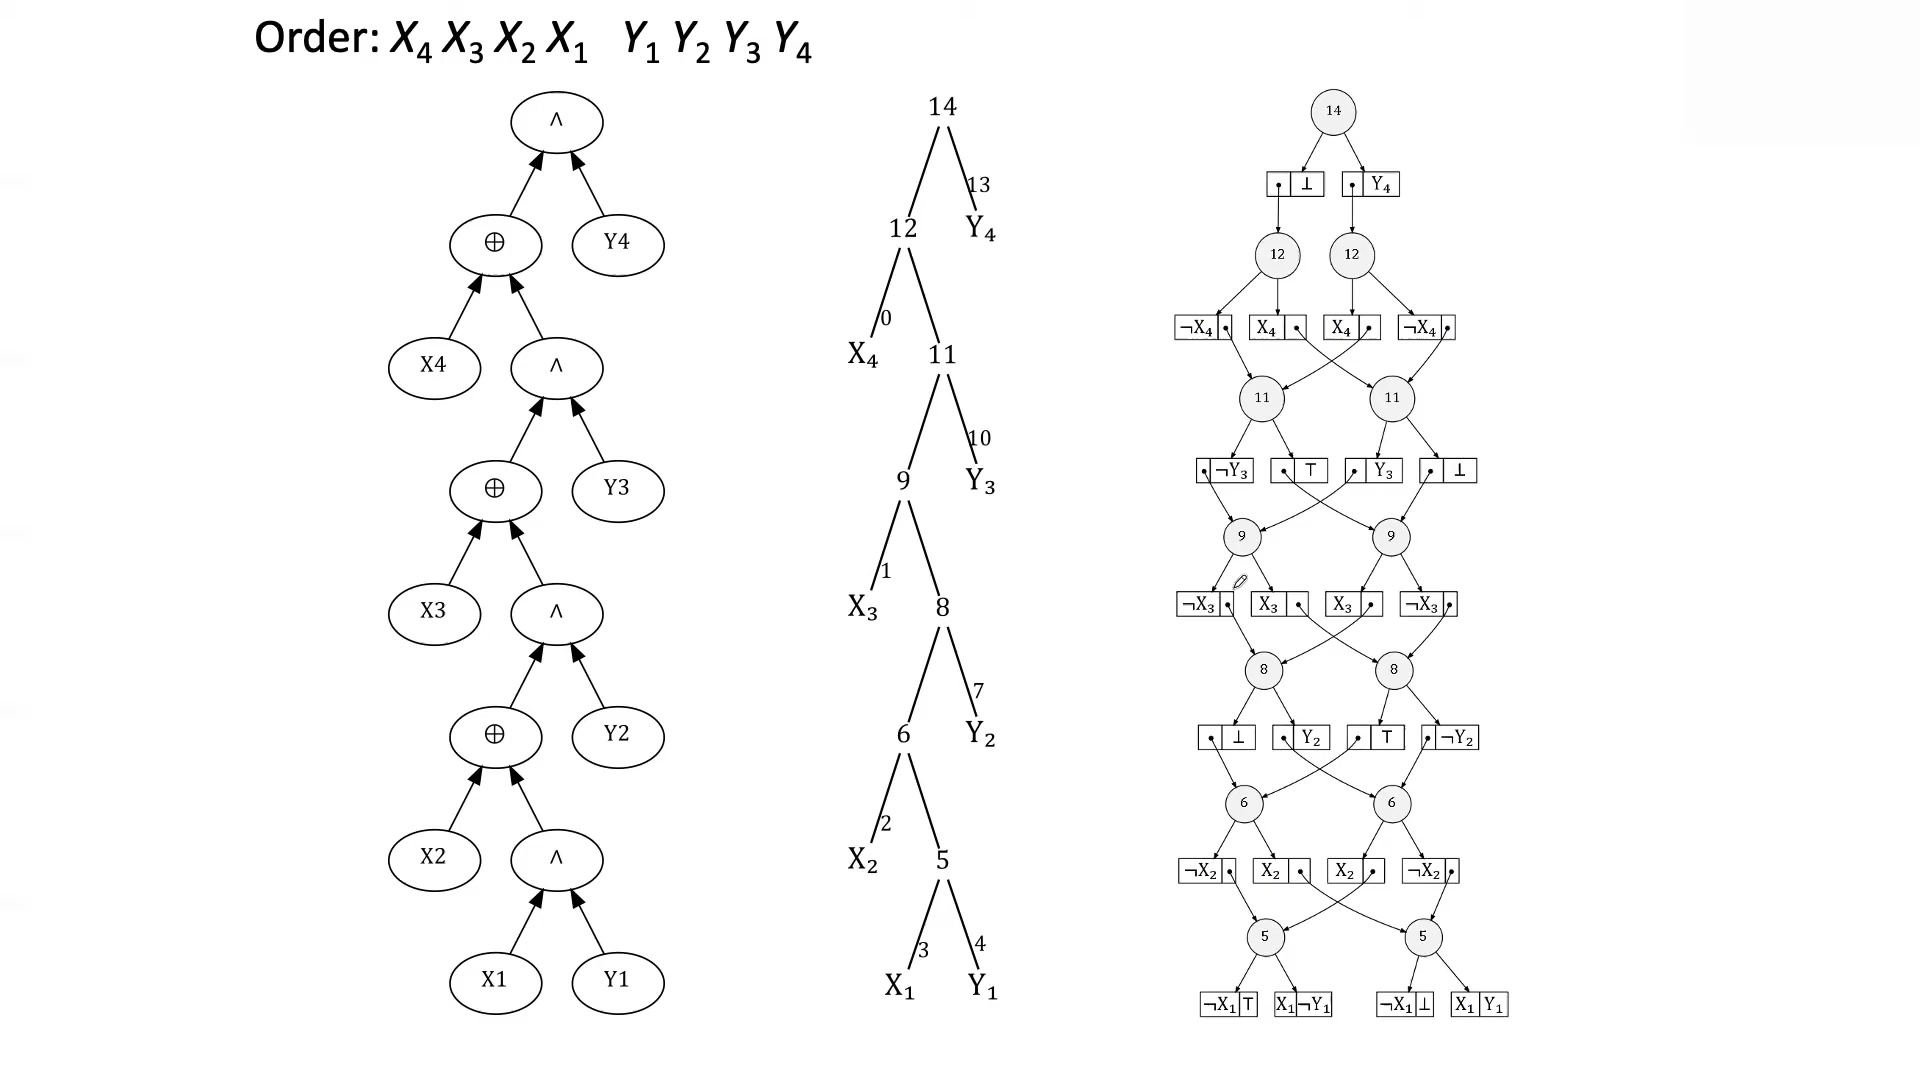 Order: X4 X3 X2 X1 Y1 Y2 Y3 Y4
∧
⊕ Y4
X4 ∧
⊕ Y3
X3 ∧
⊕ Y2
X2 ∧
X1 Y1
14
13
12 Y4
0
X4 11
10
9 Y3
1
X3 8
7
6 Y2
2
X2 5
3 4
X1 Y1
14
⊥ Y4
12 12
¬X4 X4 X4 ¬X4
11 11
¬Y3 ⊤ Y3 ⊥
9 9
¬X3 X3 X3 ¬X3
8 8
⊥ Y2 ⊤ ¬Y2
6 6
¬X2 X2 X2 ¬X2
5 5
¬X1 ⊤ X1 ¬Y1 ¬X1 ⊥ X1 Y1